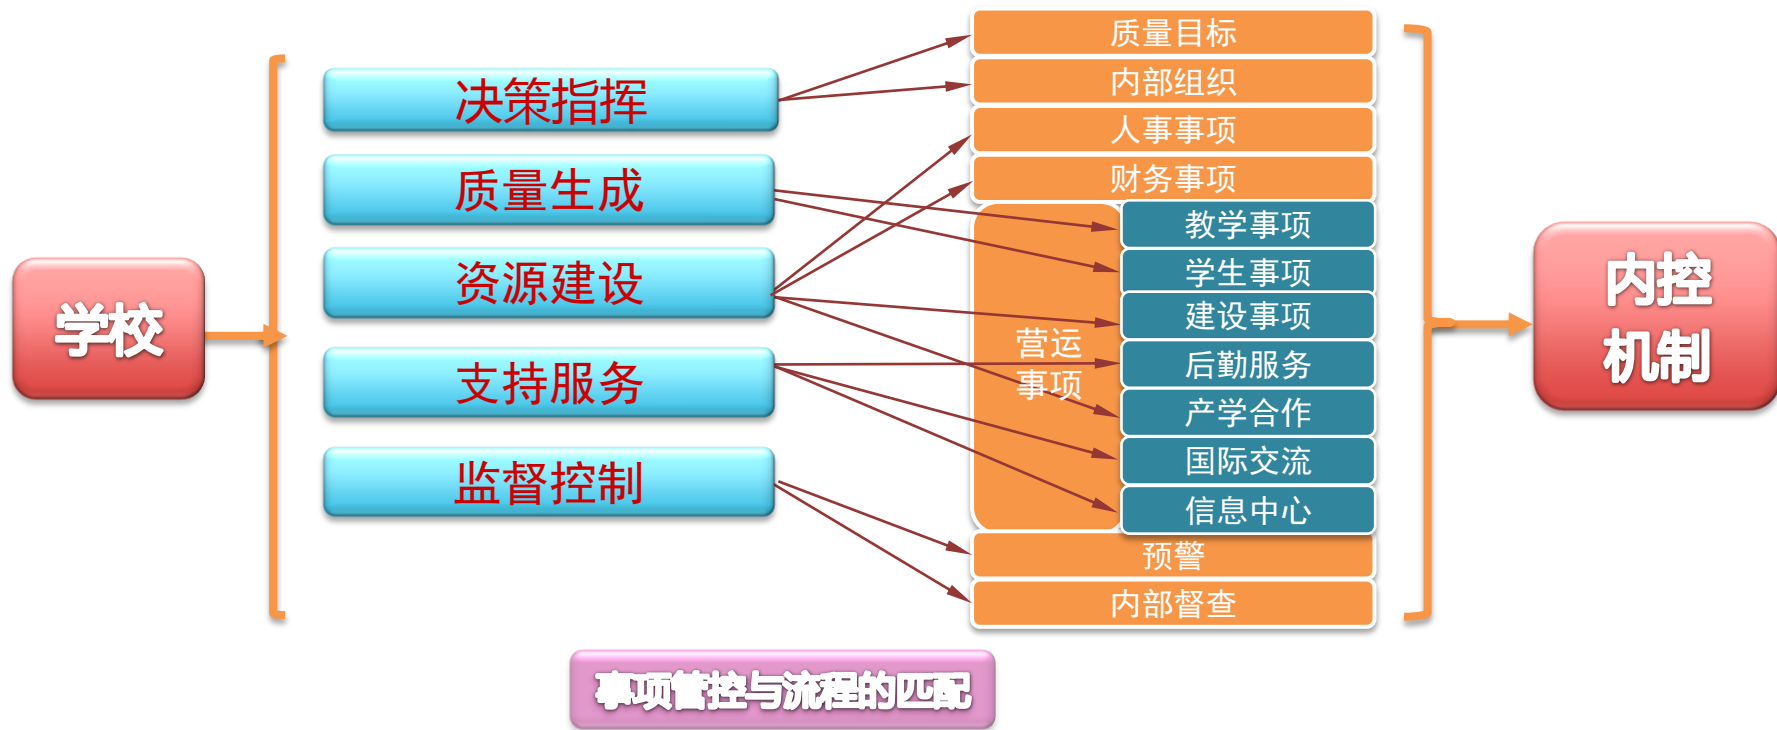 学校
决策指挥
质量生成
资源建设
支持服务
监督控制
质量目标
内部组织
人事事项
财务事项
营运
事项
教学事项
学生事项
建设事项
后勤服务
产学合作
国际交流
信息中心
预警
内部督查
内控
机制
事项管控与流程的匹配